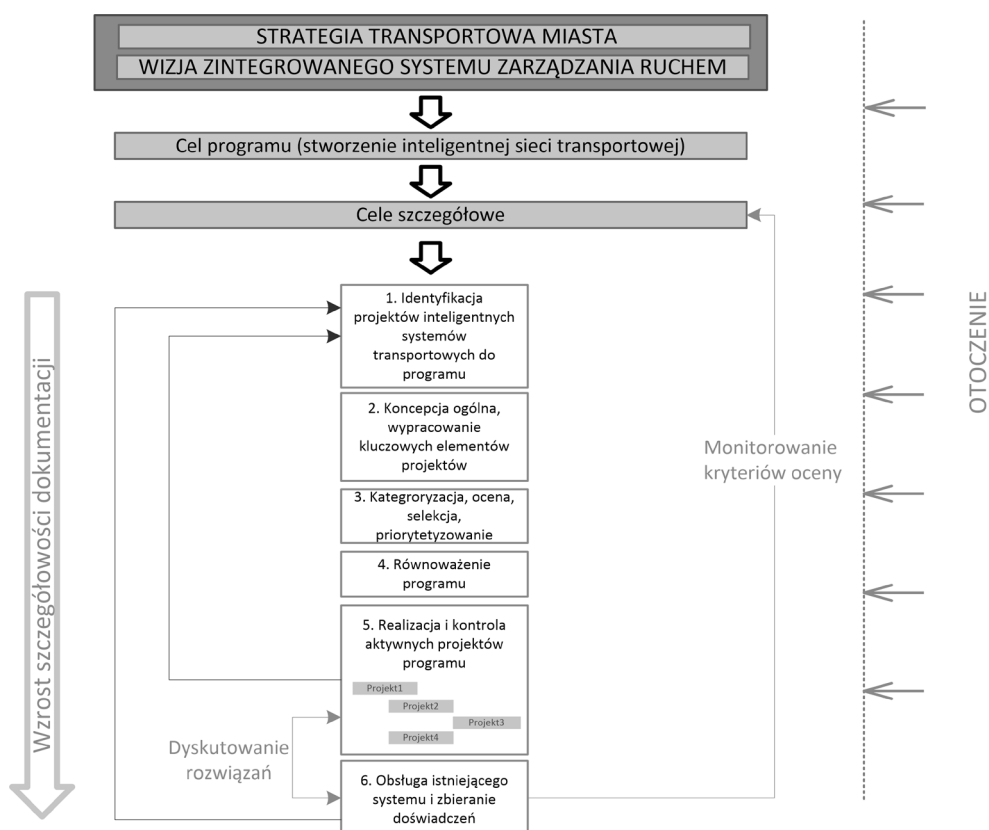 STRATEGIA TRANSPORTOWA MIASTA
WIZJA ZINTEGROWANEGO SYSTEMU ZARZĄDZANIA RUCHEM
Cel programu (stworzenie inteligentnej sieci transportowej)
Cele szczegółowe
1. Identyfikacja
projektów inteligentnych
systemów
transportowych do
programu
2. Koncepcja ogólna,
wypracowanie
kluczowych elementów
projektów
3. Kategroryzacja, ocena,
selekcja,
priorytetyzowanie
4. Równoważenie
programu
5. Realizacja i kontrola
aktywnych projektów
programu
Projekt1
Projekt2
Projekt3
Projekt4
6. Obsługa istniejącego
systemu i zbieranie
doświadczeń
Wzrost szczegółowości dokumentacji
Dyskutowanie
rozwiązań
Monitorowanie
kryteriów oceny
OTOCZENIE